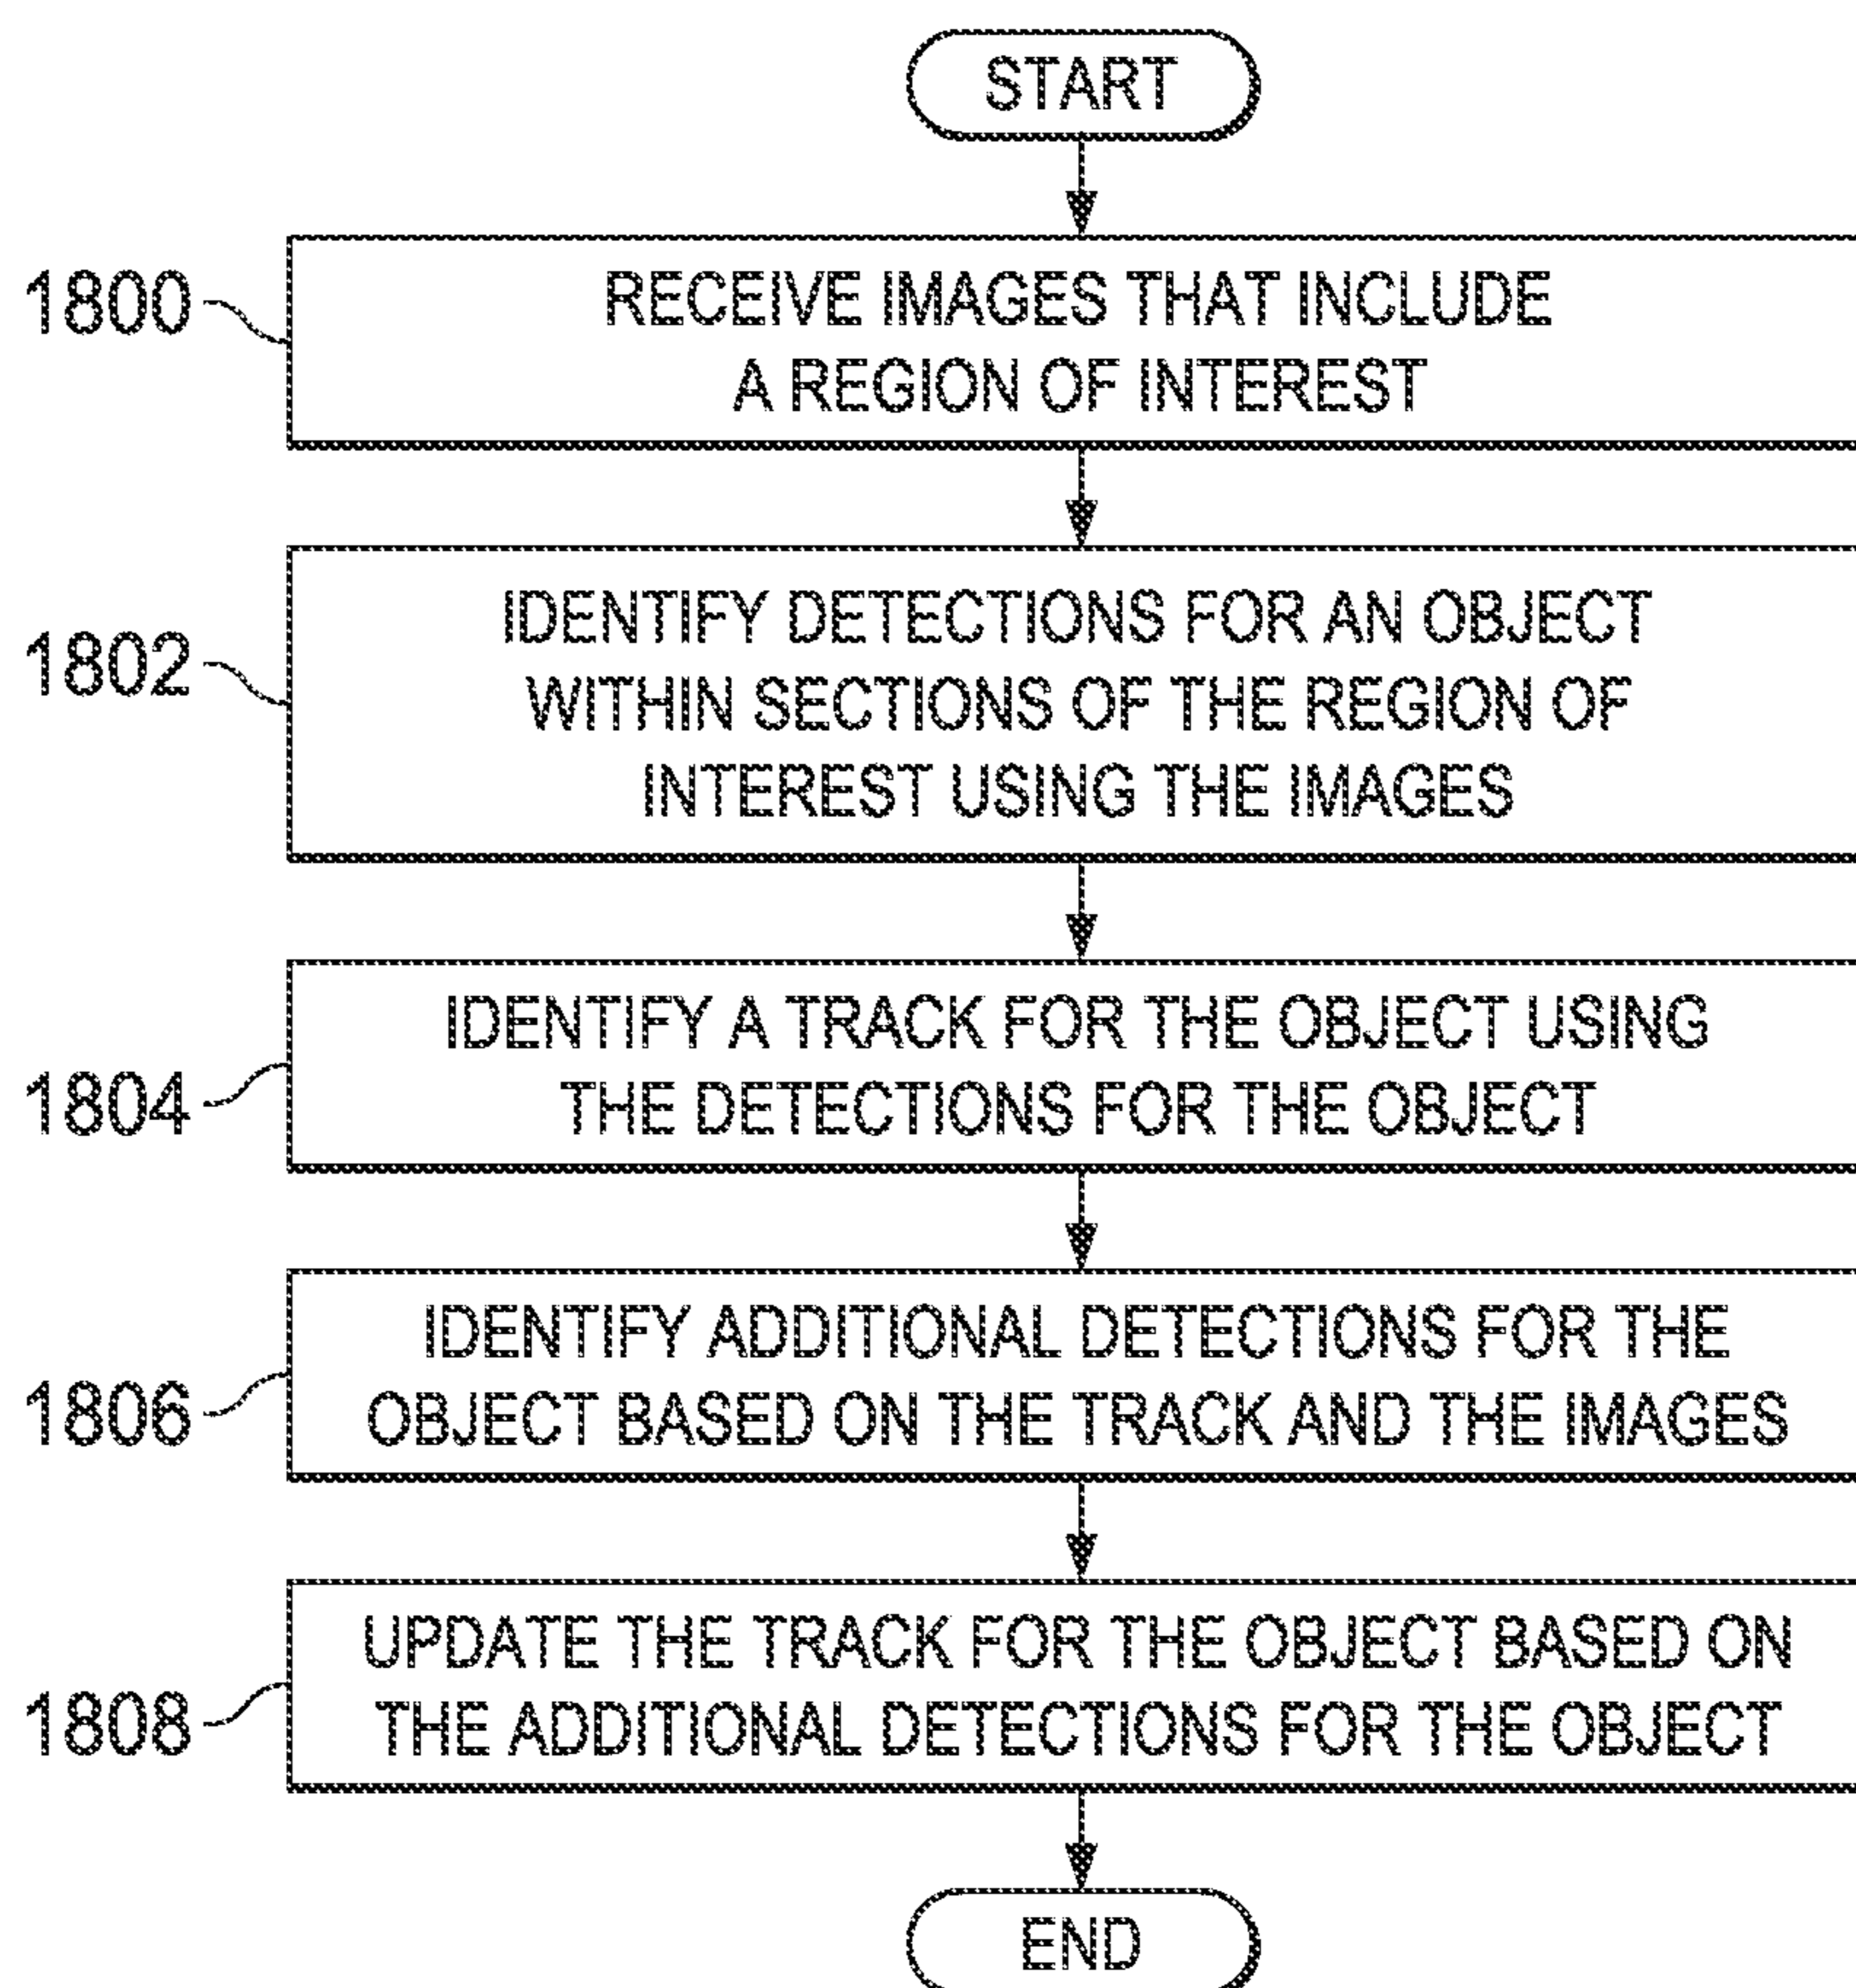 START
1800
RECEIVE IMAGES THAT INCLUDE
A REGION OF INTEREST
1802
IDENTIFY DETECTIONS FOR AN OBJECT
WITHIN SECTIONS OF THE REGION OF
INTEREST USING THE IMAGES
1804
IDENTIFY A TRACK FOR THE OBJECT USING
THE DETECTIONS FOR THE OBJECT
1806
IDENTIFY ADDITIONAL DETECTIONS FOR THE
OBJECT BASED ON THE TRACK AND THE IMAGES
1808
UPDATE THE TRACK FOR THE OBJECT BASED ON
THE ADDITIONAL DETECTIONS FOR THE OBJECT
END